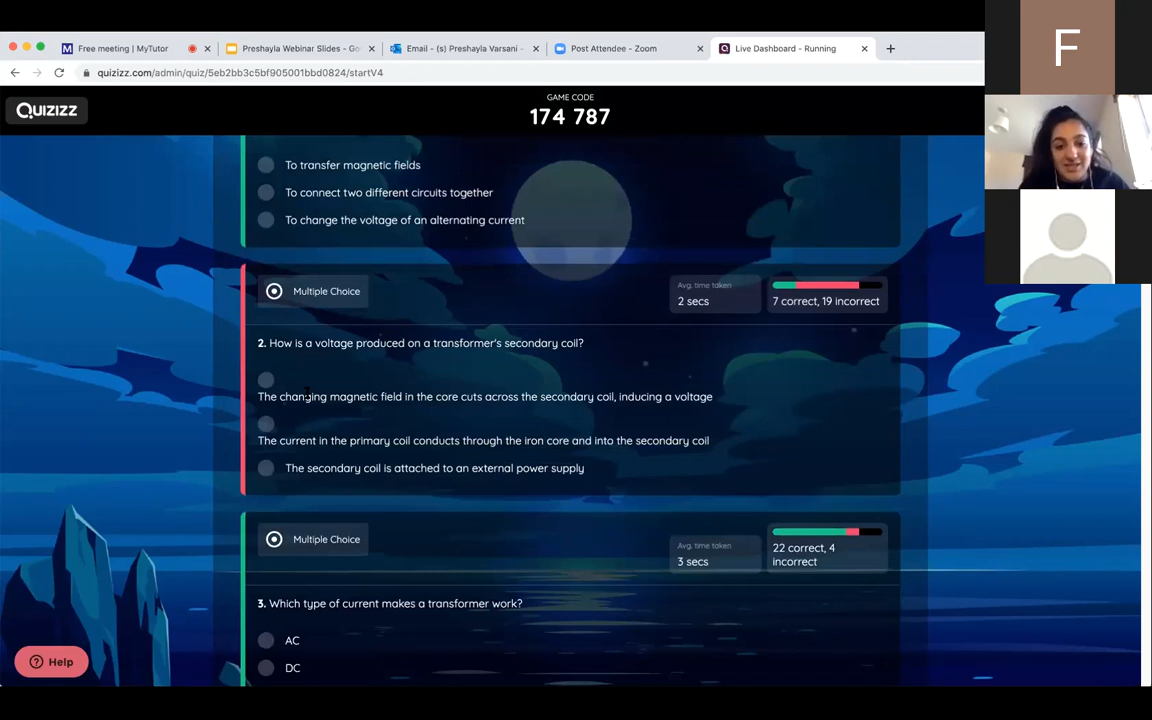 Free meeting | MyTutor
Preshayla Webinar Slides - Go
Email - (s) Preshayla Varsani -
Post Attendee - Zoom
Live Dashboard - Running
quizizz.com/admin/quiz/5eb2bb3c5bf905001bbd0824/startV4
QUIZIZZ
GAME CODE
174 787
F
To transfer magnetic fields
To connect two different circuits together
To change the voltage of an alternating current
Multiple Choice
Avg. time taken
2 secs
7 correct, 19 incorrect
2. How is a voltage produced on a transformer's secondary coil?
The changing magnetic field in the core cuts across the secondary coil, inducing a voltage
The current in the primary coil conducts through the iron core and into the secondary coil
The secondary coil is attached to an external power supply
Multiple Choice
Avg. time taken
3 secs
22 correct, 4
incorrect
3. Which type of current makes a transformer work?
AC
DC
Help